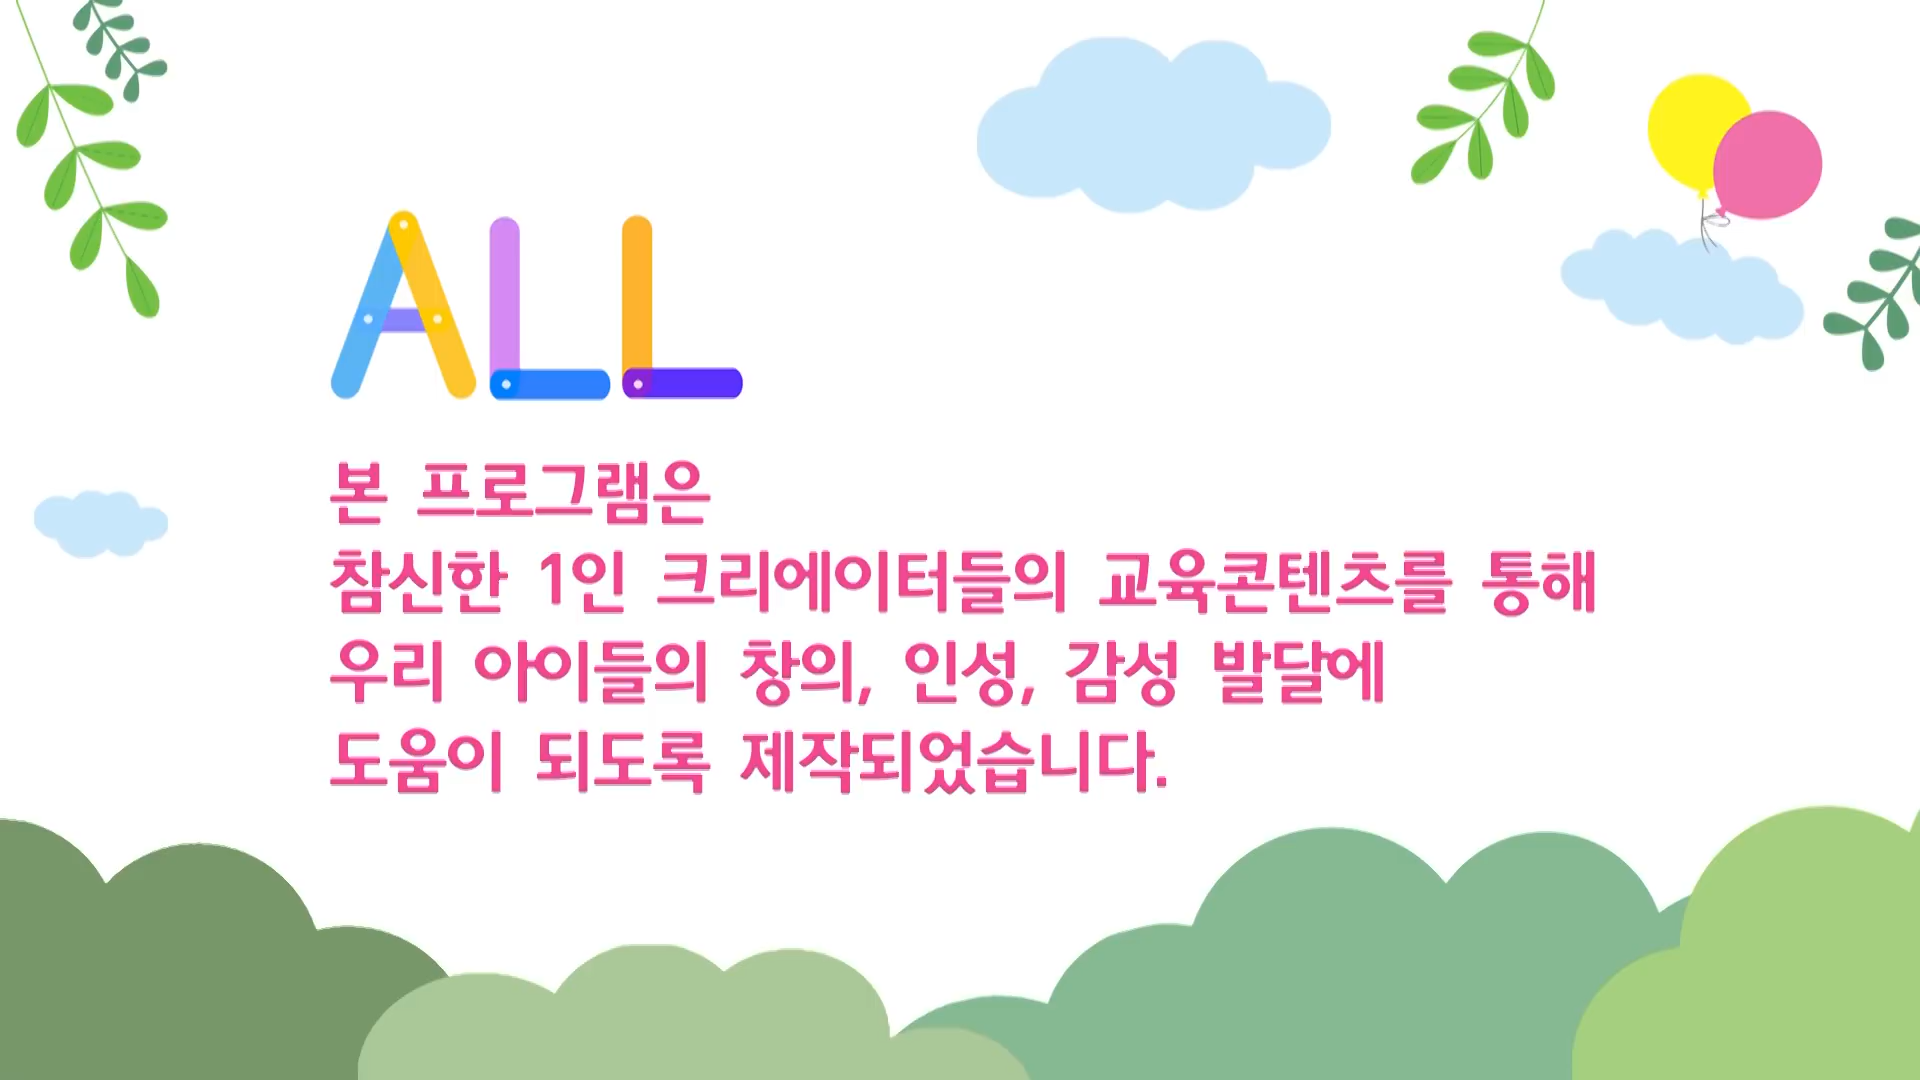 ALL
본 프로그램은
참신한 1인 크리에이터들의 교육콘텐츠를 통해
우리 아이들의 창의, 인성, 감성 발달에
도움이 되도록 제작되었습니다.